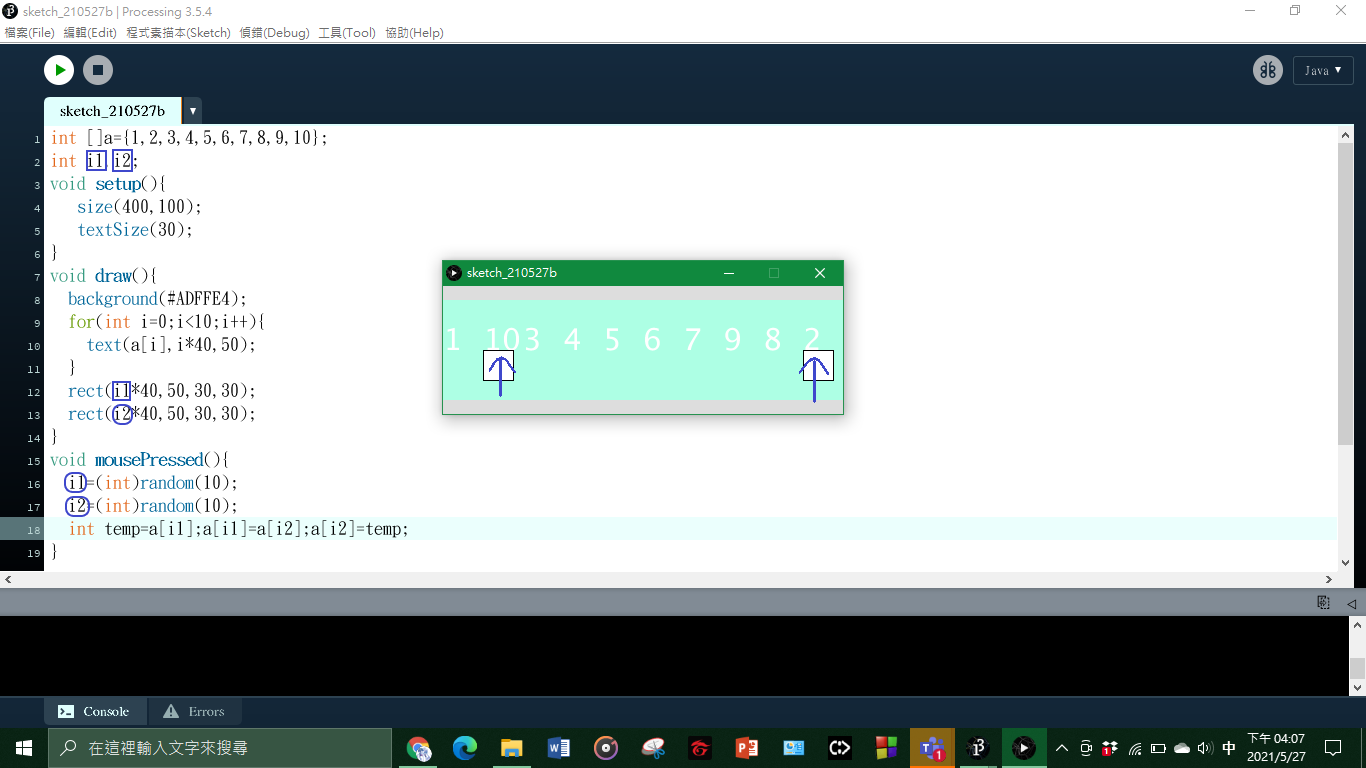 sketch_210527b | Processing 3.5.4
檔案(File) 編輯(Edit) 程式素描本(Sketch) 偵錯(Debug) 工具(Tool) 協助(Help)
Java ▼
sketch_210527b ▼
1 int []a={1,2,3,4,5,6,7,8,9,10};
2 int i1,i2;
3 void setup(){
4 size(400,100);
5 textSize(30);
6 }
7 void draw(){
8 background(#ADFFE4);
9 for(int i=0;i<10;i++){
10 text(a[i],i*40,50);
11 }
12 rect(i1*40,50,30,30);
13 rect(i2*40,50,30,30);
14 }
15 void mousePressed(){
16 i1=(int)random(10);
17 i2=(int)random(10);
18 int temp=a[i1];a[i1]=a[i2];a[i2]=temp;
19 }
sketch_210527b
1 10 3 4 5 6 7 9 8 2
Console Errors
在這裡輸入文字來搜尋
1
中
下午 04:07
2021/5/27